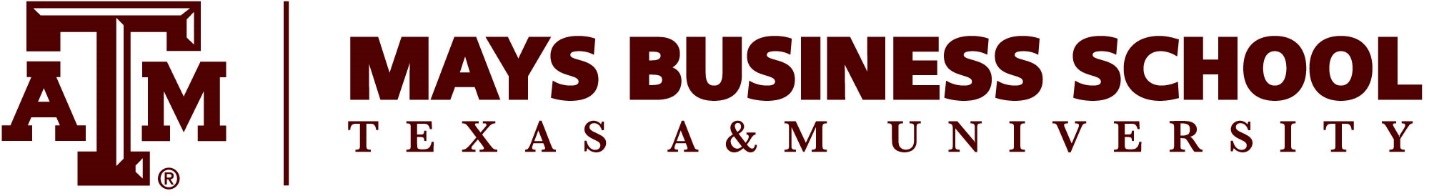 ATM®
MAYS BUSINESS SCHOOL
TEXAS A&M UNIVERSITY